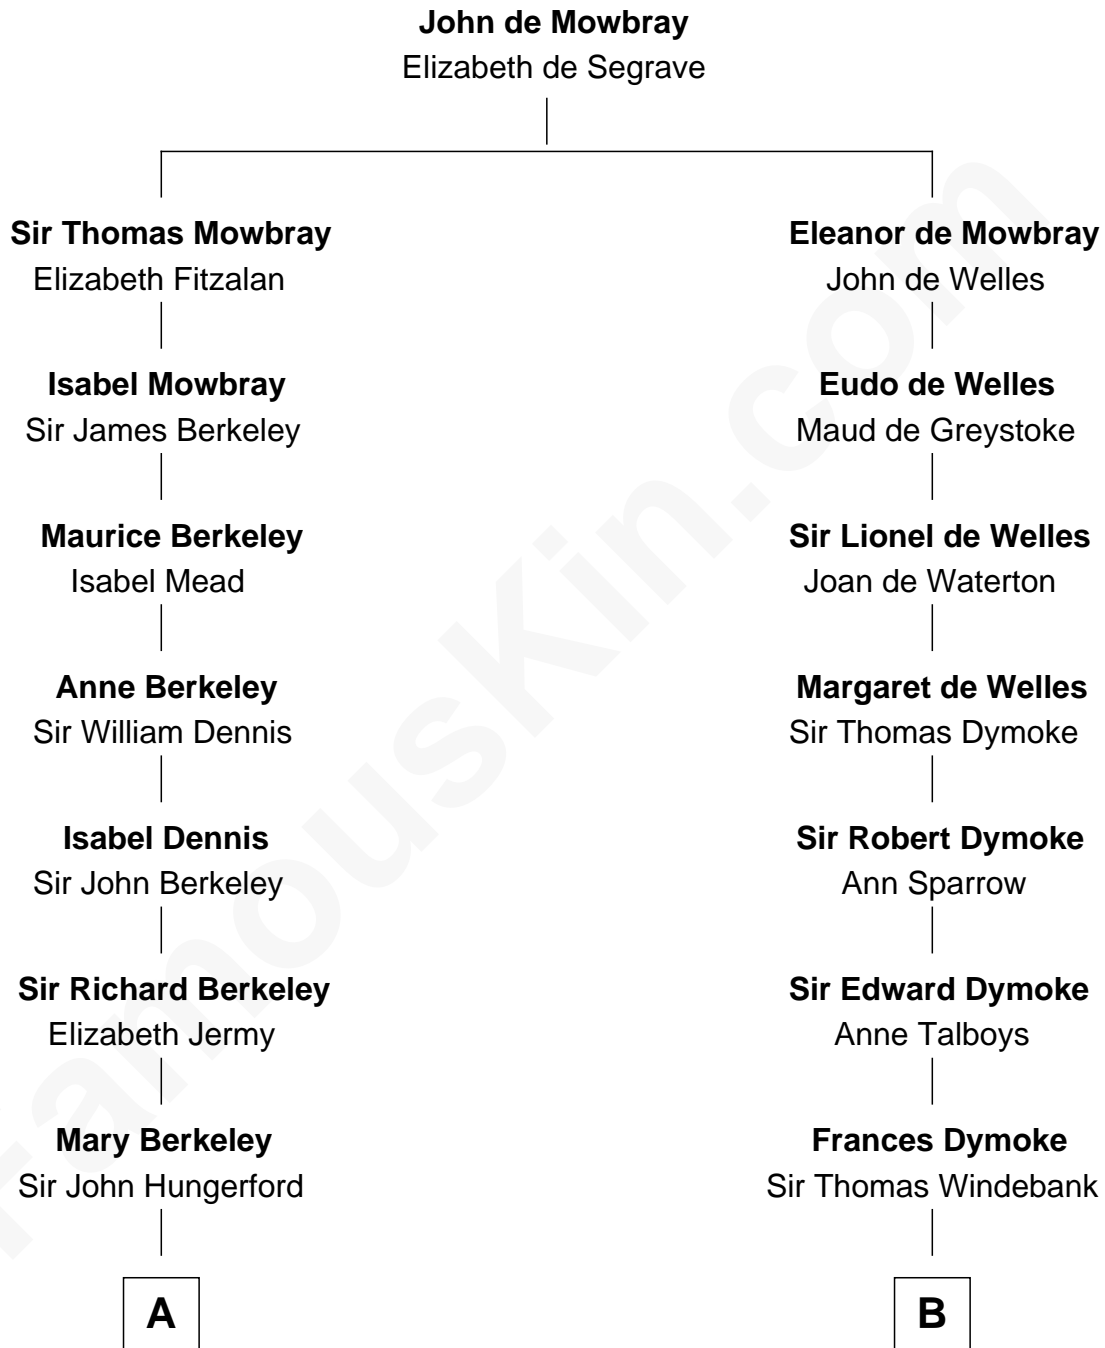 John de Mowbray
Elizabeth de Segrave
Sir Thomas Mowbray
Elizabeth Fitzalan
Eleanor de Mowbray
John de Welles
Isabel Mowbray
Sir James Berkeley
Eudo de Welles
Maud de Greystoke
Maurice Berkeley
Isabel Mead
Sir Lionel de Welles
Joan de Waterton
Anne Berkeley
Sir William Dennis
Margaret de Welles
Sir Thomas Dymoke
Isabel Dennis
Sir John Berkeley
Sir Robert Dymoke
Ann Sparrow
Sir Richard Berkeley
Elizabeth Jermy
Sir Edward Dymoke
Anne Talboys
Mary Berkeley
Sir John Hungerford
Frances Dymoke
Sir Thomas Windebank
A
B
FamousKin.com